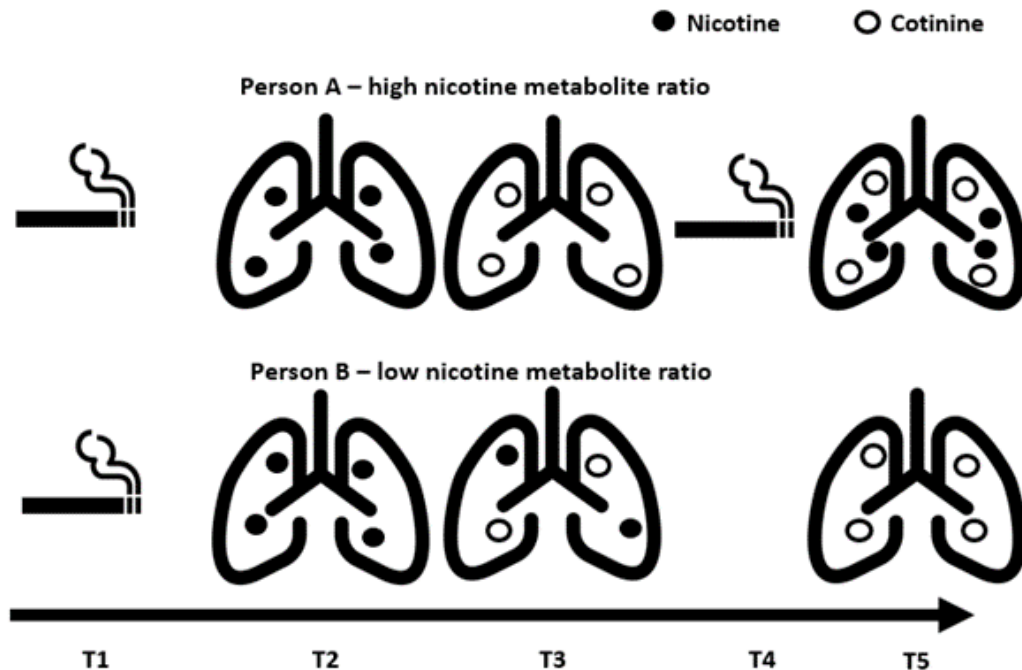 Nicotine
Cotinine
Person A – high nicotine metabolite ratio
Person B – low nicotine metabolite ratio
T1
T2
T3
T4
T5